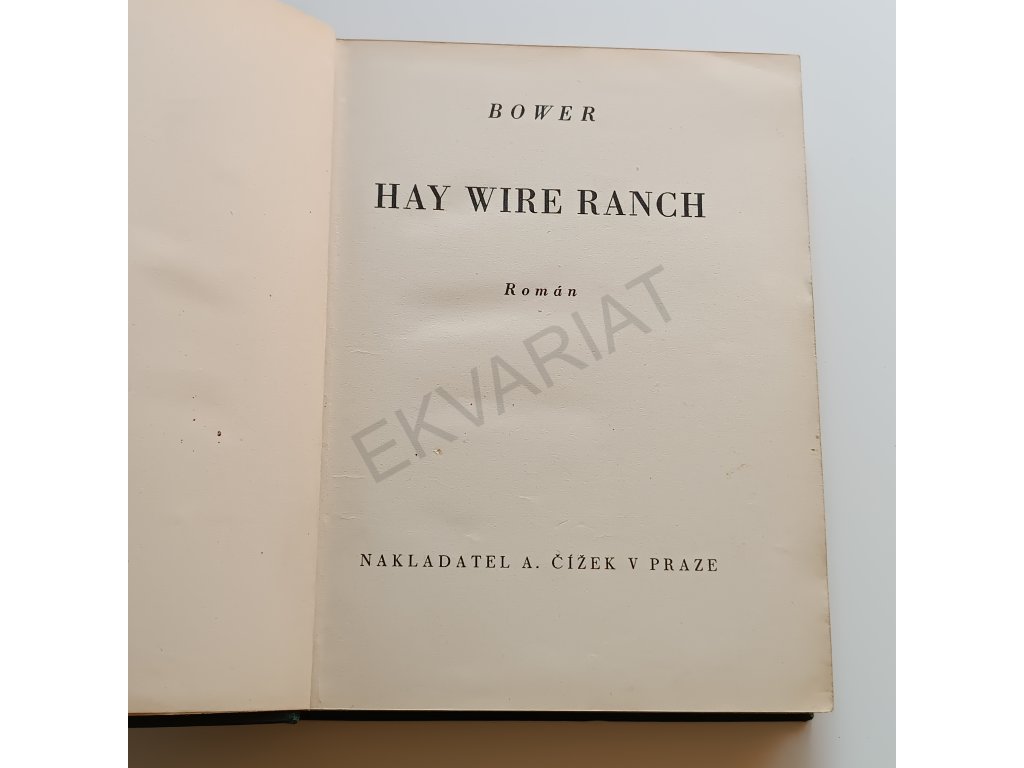 BOWER
HAY WIRE RANCH
Román
EKVARIAT
NAKLADATEL A. ČÍŽEK V PRAZE